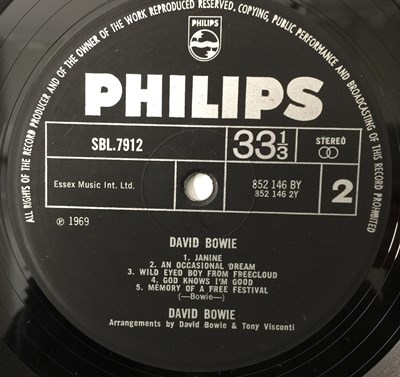 ALL RIGHTS OF THE RECORD PRODUCER AND OF THE OWNER OF THE WORK REPRODUCED RESERVED. COPYING, PUBLIC PERFORMANCE AND BROADCASTING OF THIS RECORD PROHIBITED
PHILIPS
PHILIPS
SBL.7912
33 1/3
STEREO
Essex Music Int. Ltd.
852 146 BY
852 146 2Y
2
℗ 1969
DAVID BOWIE
1. JANINE
2. AN OCCASIONAL DREAM
3. WILD EYED BOY FROM FREECLOUD
4. GOD KNOWS I'M GOOD
5. MEMORY OF A FREE FESTIVAL
(—Bowie—)
DAVID BOWIE
Arrangements by David Bowie & Tony Visconti